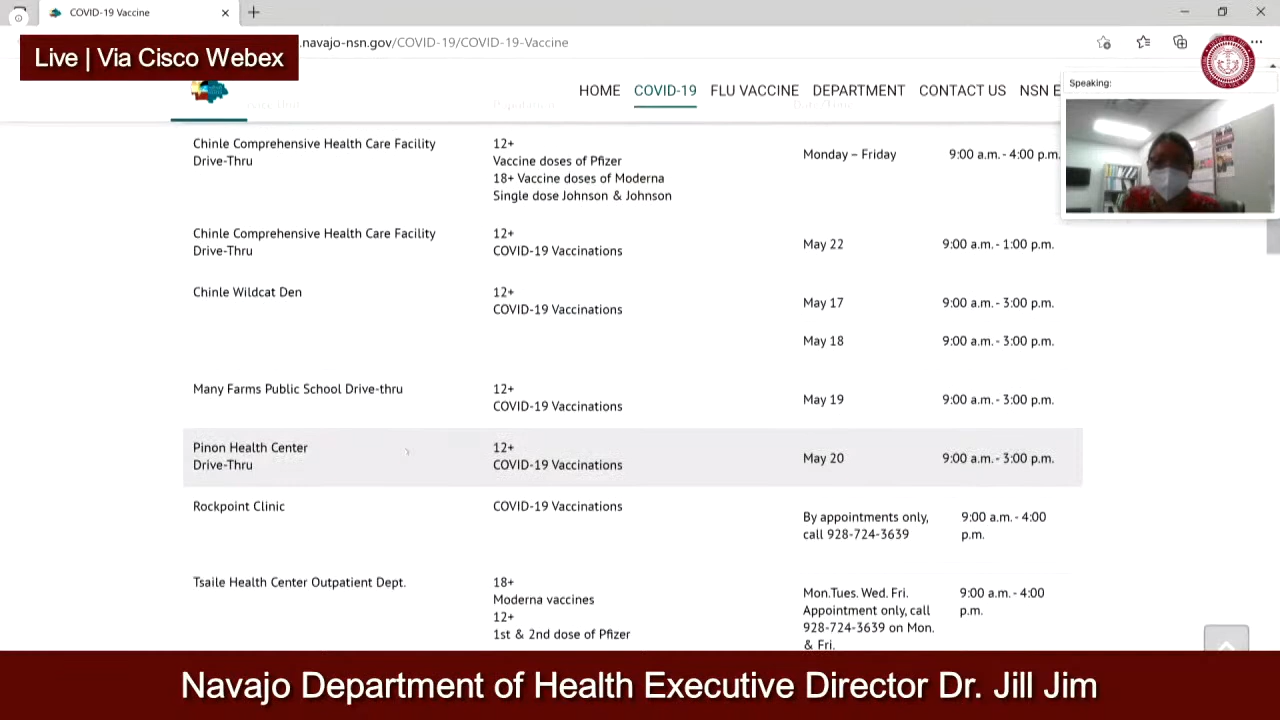 COVID-19 Vaccine
.navajo-nsn.gov/COVID-19/COVID-19-Vaccine
Live | Via Cisco Webex
HOME COVID-19 FLU VACCINE DEPARTMENT CONTACT US NSN E
Speaking:
Chinle Comprehensive Health Care Facility
Drive-Thru
12+
Vaccine doses of Pfizer
18+ Vaccine doses of Moderna
Single dose Johnson & Johnson
Monday – Friday
9:00 a.m. - 4:00 p.m.
Chinle Comprehensive Health Care Facility
Drive-Thru
12+
COVID-19 Vaccinations
May 22
9:00 a.m. - 1:00 p.m.
Chinle Wildcat Den
12+
COVID-19 Vaccinations
May 17
9:00 a.m. - 3:00 p.m.
May 18
9:00 a.m. - 3:00 p.m.
Many Farms Public School Drive-thru
12+
COVID-19 Vaccinations
May 19
9:00 a.m. - 3:00 p.m.
Pinon Health Center
Drive-Thru
12+
COVID-19 Vaccinations
May 20
9:00 a.m. - 3:00 p.m.
Rockpoint Clinic
COVID-19 Vaccinations
By appointments only,
call 928-724-3639
9:00 a.m. - 4:00
p.m.
Tsaile Health Center Outpatient Dept.
18+
Moderna vaccines
12+
1st & 2nd dose of Pfizer
Mon.Tues. Wed. Fri.
Appointment only, call
928-724-3639 on Mon.
& Fri.
9:00 a.m. - 4:00
p.m.
Navajo Department of Health Executive Director Dr. Jill Jim